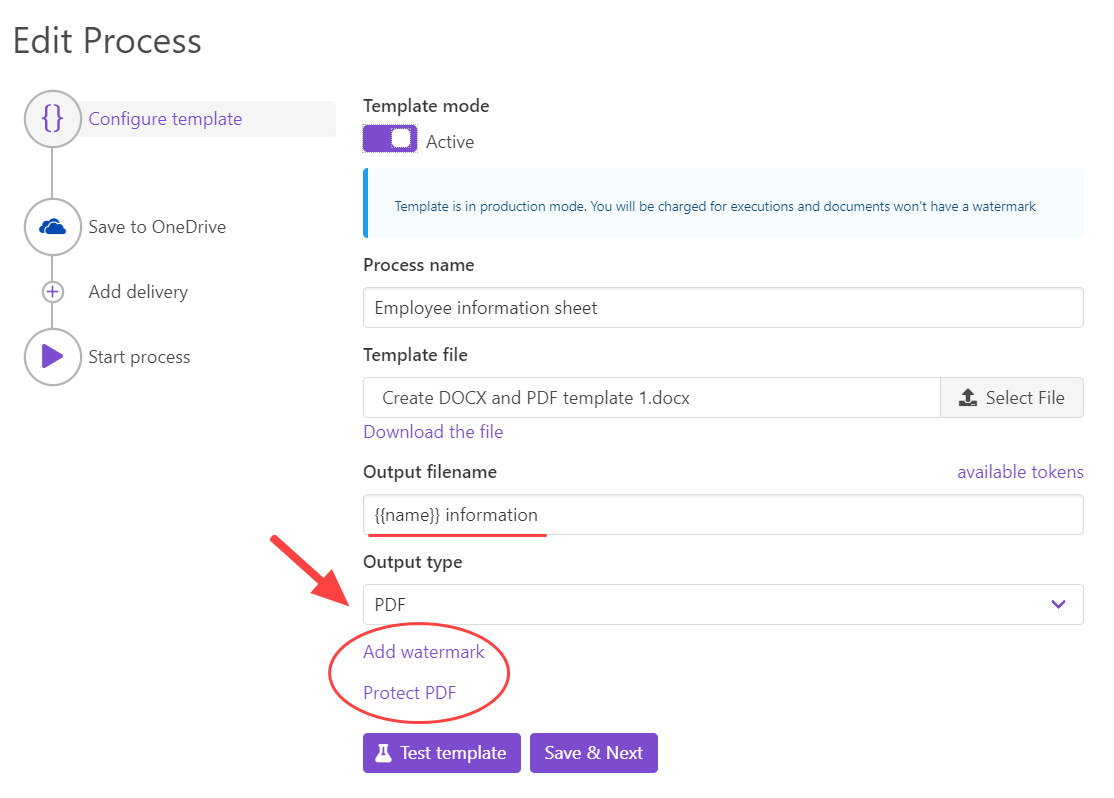 Edit Process
{} Configure template
Save to OneDrive
Add delivery
Start process
Template mode
Active
Template is in production mode. You will be charged for executions and documents won't have a watermark
Process name
Employee information sheet
Template file
Create DOCX and PDF template 1.docx
Select File
Download the file
Output filename
available tokens
{{name}} information
Output type
PDF
Add watermark
Protect PDF
Test template
Save & Next